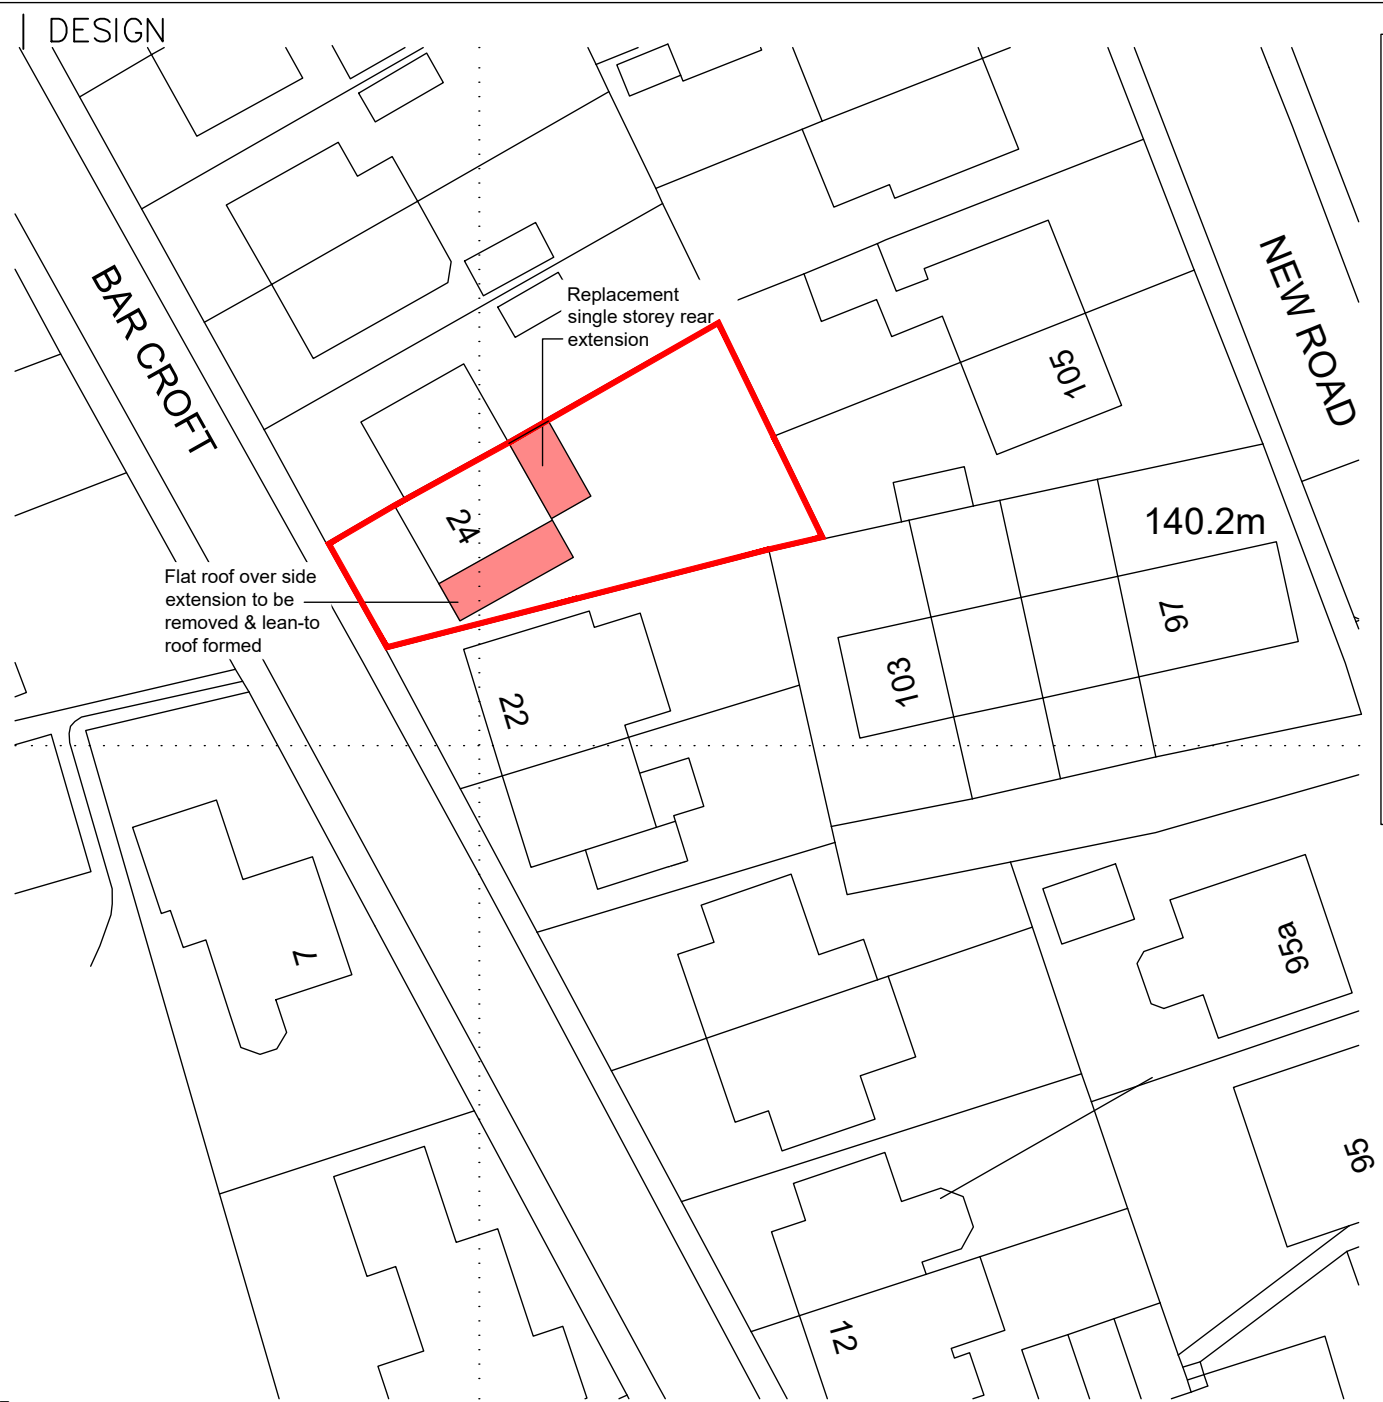 DESIGN
BAR CROFT
NEW ROAD
Replacement
single storey rear
extension
105
24
140.2m
Flat roof over side
extension to be
removed & lean-to
roof formed
97
103
22
7
95a
95
12